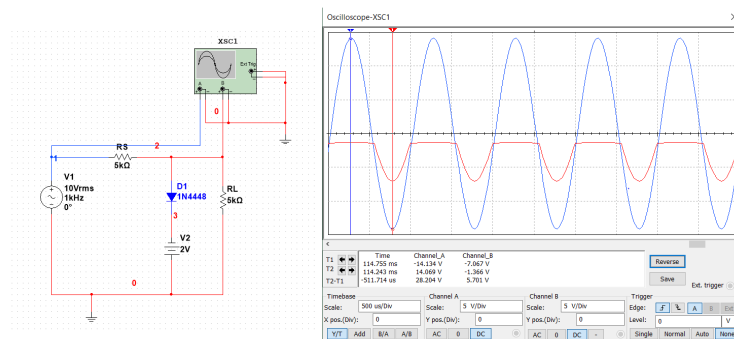 Oscilloscope-XSC1
XSC1
Ext Trig
A
B
0
2
1
RS
5kΩ
V1
10Vrms
1kHz
0°
D1
1N4448
RL
5kΩ
3
V2
2V
0
Time Channel_A Channel_B
T1 114.755 ms -14.134 V -7.067 V
T2 114.243 ms 14.069 V -1.366 V
T2-T1 -511.714 us 28.204 V 5.701 V
Reverse
Save
Ext. trigger
Timebase
Scale: 500 us/Div
X pos.(Div): 0
Y/T Add B/A A/B
Channel A
Scale: 5 V/Div
Y pos.(Div): 0
AC 0 DC
Channel B
Scale: 5 V/Div
Y pos.(Div): 0
AC 0 DC -
Trigger
Edge: A B Ext
Level: 0 V
Single Normal Auto None